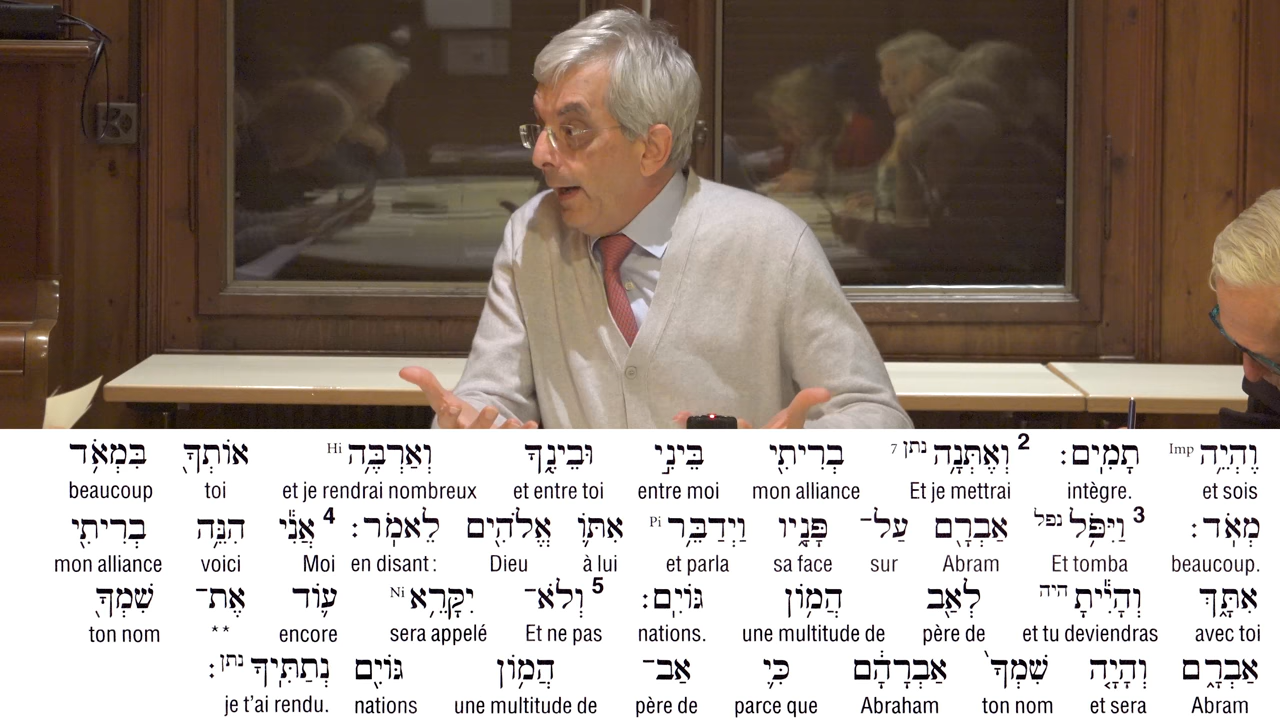 וֶהְיֵ֥ה Imp תָמִֽים׃ 2 וְאֶתְּנָ֥ה נתן 7 בְרִיתִ֖י בֵּינִ֣י וּבֵינֶ֑ךָ וְאַרְבֶּ֥ה Hi אוֹתְךָ֖ בִּמְאֹ֥ד
et sois intègre. Et je mettrai mon alliance entre moi et entre toi et je rendrai nombreux toi beaucoup
מְאֹֽד׃ 3 וַיִּפֹּ֥ל נפל אַבְרָ֖ם עַל־ פָּנָ֑יו וַיְדַבֵּ֥ר Pi אִתּ֛וֹ אֱלֹהִ֖ים לֵאמֹֽר׃ 4 אֲנִ֕י הִנֵּ֥ה בְרִיתִ֖י
beaucoup. Et tomba Abram sur sa face et parla à lui Dieu en disant : Moi voici mon alliance
אִתָּ֑ךְ וְהָיִ֕יתָ היה לְאַ֖ב הֲמ֥וֹן גּוֹיִֽם׃ 5 וְלֹא־ יִקָּרֵ֥א Ni ע֛וֹד אֶת־ שִׁמְךָ֖
avec toi et tu deviendras père de une multitude de nations. Et ne pas sera appelé encore ** ton nom
אַבְרָ֑ם וְהָיָ֤ה שִׁמְךָ֙ אַבְרָהָ֔ם כִּ֛י אַב־ הֲמ֥וֹן גּוֹיִ֖ם נְתַתִּֽיךָ נתן׃
Abram et sera ton nom Abraham parce que père de une multitude de nations je t’ai rendu.